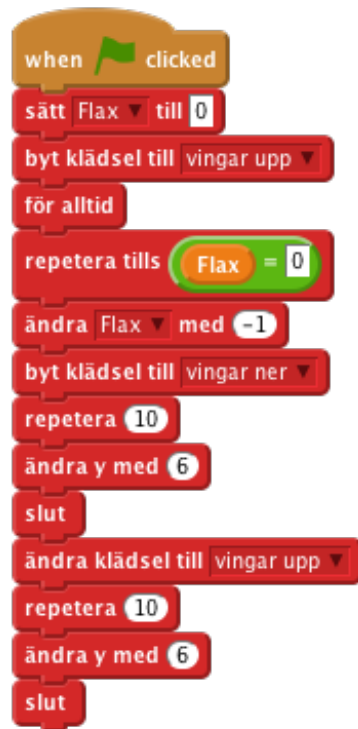 when clicked
sätt Flax till 0
byt klädsel till vingar upp
för alltid
repetera tills Flax = 0
ändra Flax med -1
byt klädsel till vingar ner
repetera 10
ändra y med 6
slut
ändra klädsel till vingar upp
repetera 10
ändra y med 6
slut